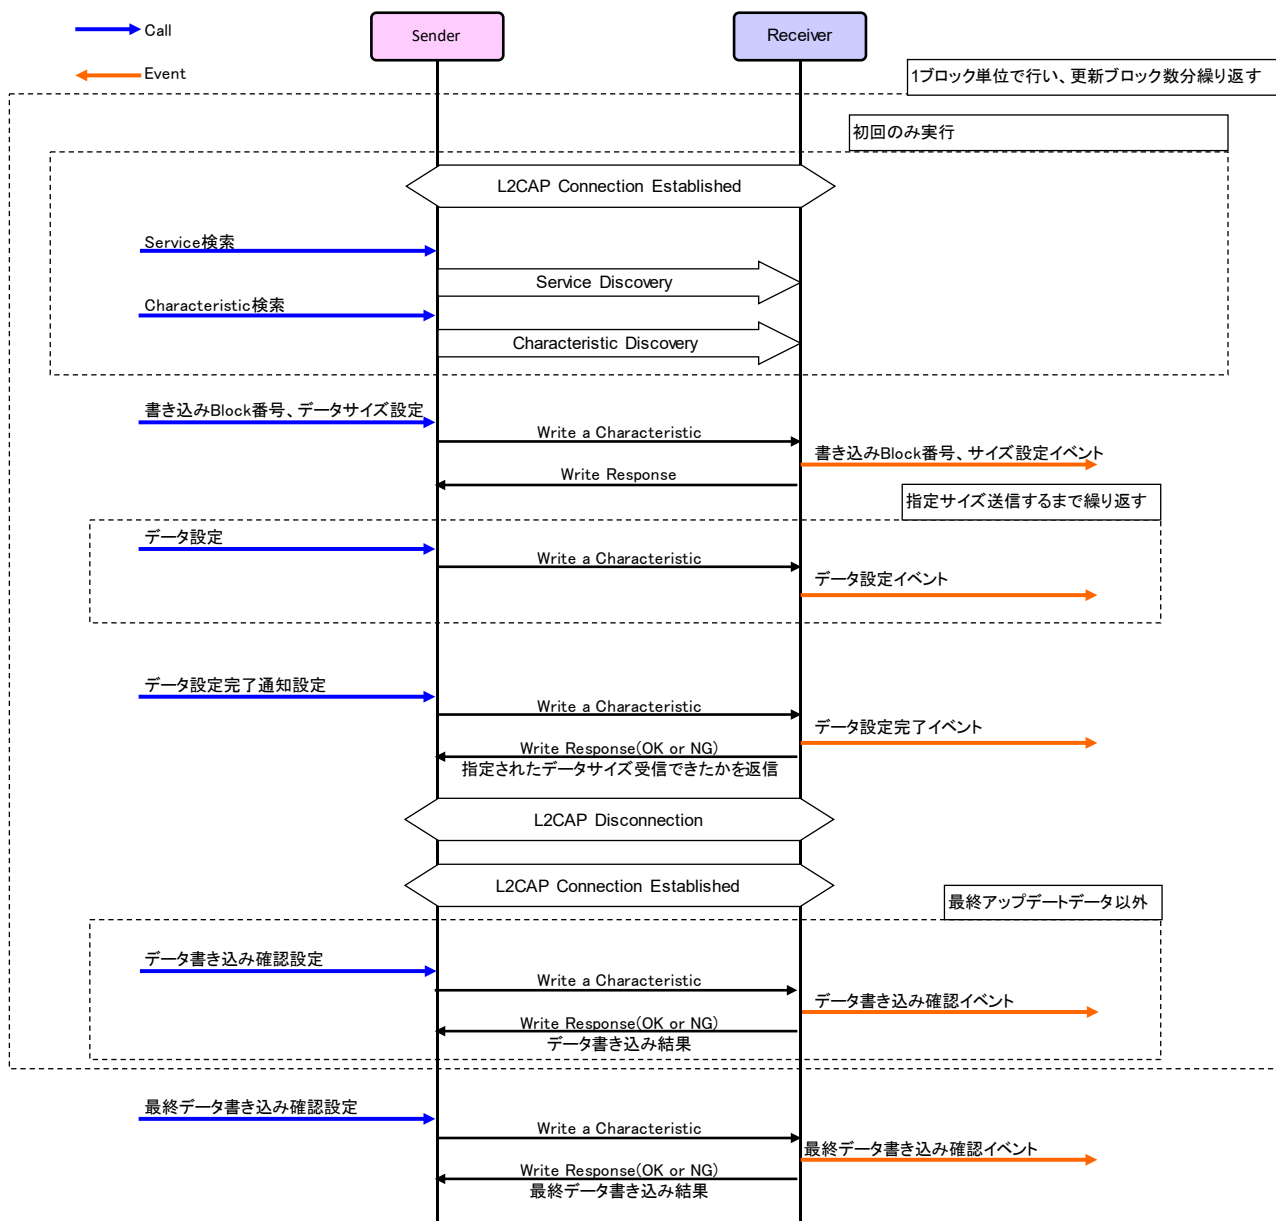 Call
Sender
Receiver
Event
1ブロック単位で行い、更新ブロック数分繰り返す
初回のみ実行
L2CAP Connection Established
Service検索
Service Discovery
Characteristic検索
Characteristic Discovery
書き込みBlock番号、データサイズ設定
Write a Characteristic
書き込みBlock番号、サイズ設定イベント
Write Response
指定サイズ送信するまで繰り返す
データ設定
Write a Characteristic
データ設定イベント
データ設定完了通知設定
Write a Characteristic
データ設定完了イベント
Write Response(OK or NG)
指定されたデータサイズ受信できたかを返信
L2CAP Disconnection
L2CAP Connection Established
最終アップデートデータ以外
データ書き込み確認設定
Write a Characteristic
データ書き込み確認イベント
Write Response(OK or NG)
データ書き込み結果
最終データ書き込み確認設定
Write a Characteristic
最終データ書き込み確認イベント
Write Response(OK or NG)
最終データ書き込み結果